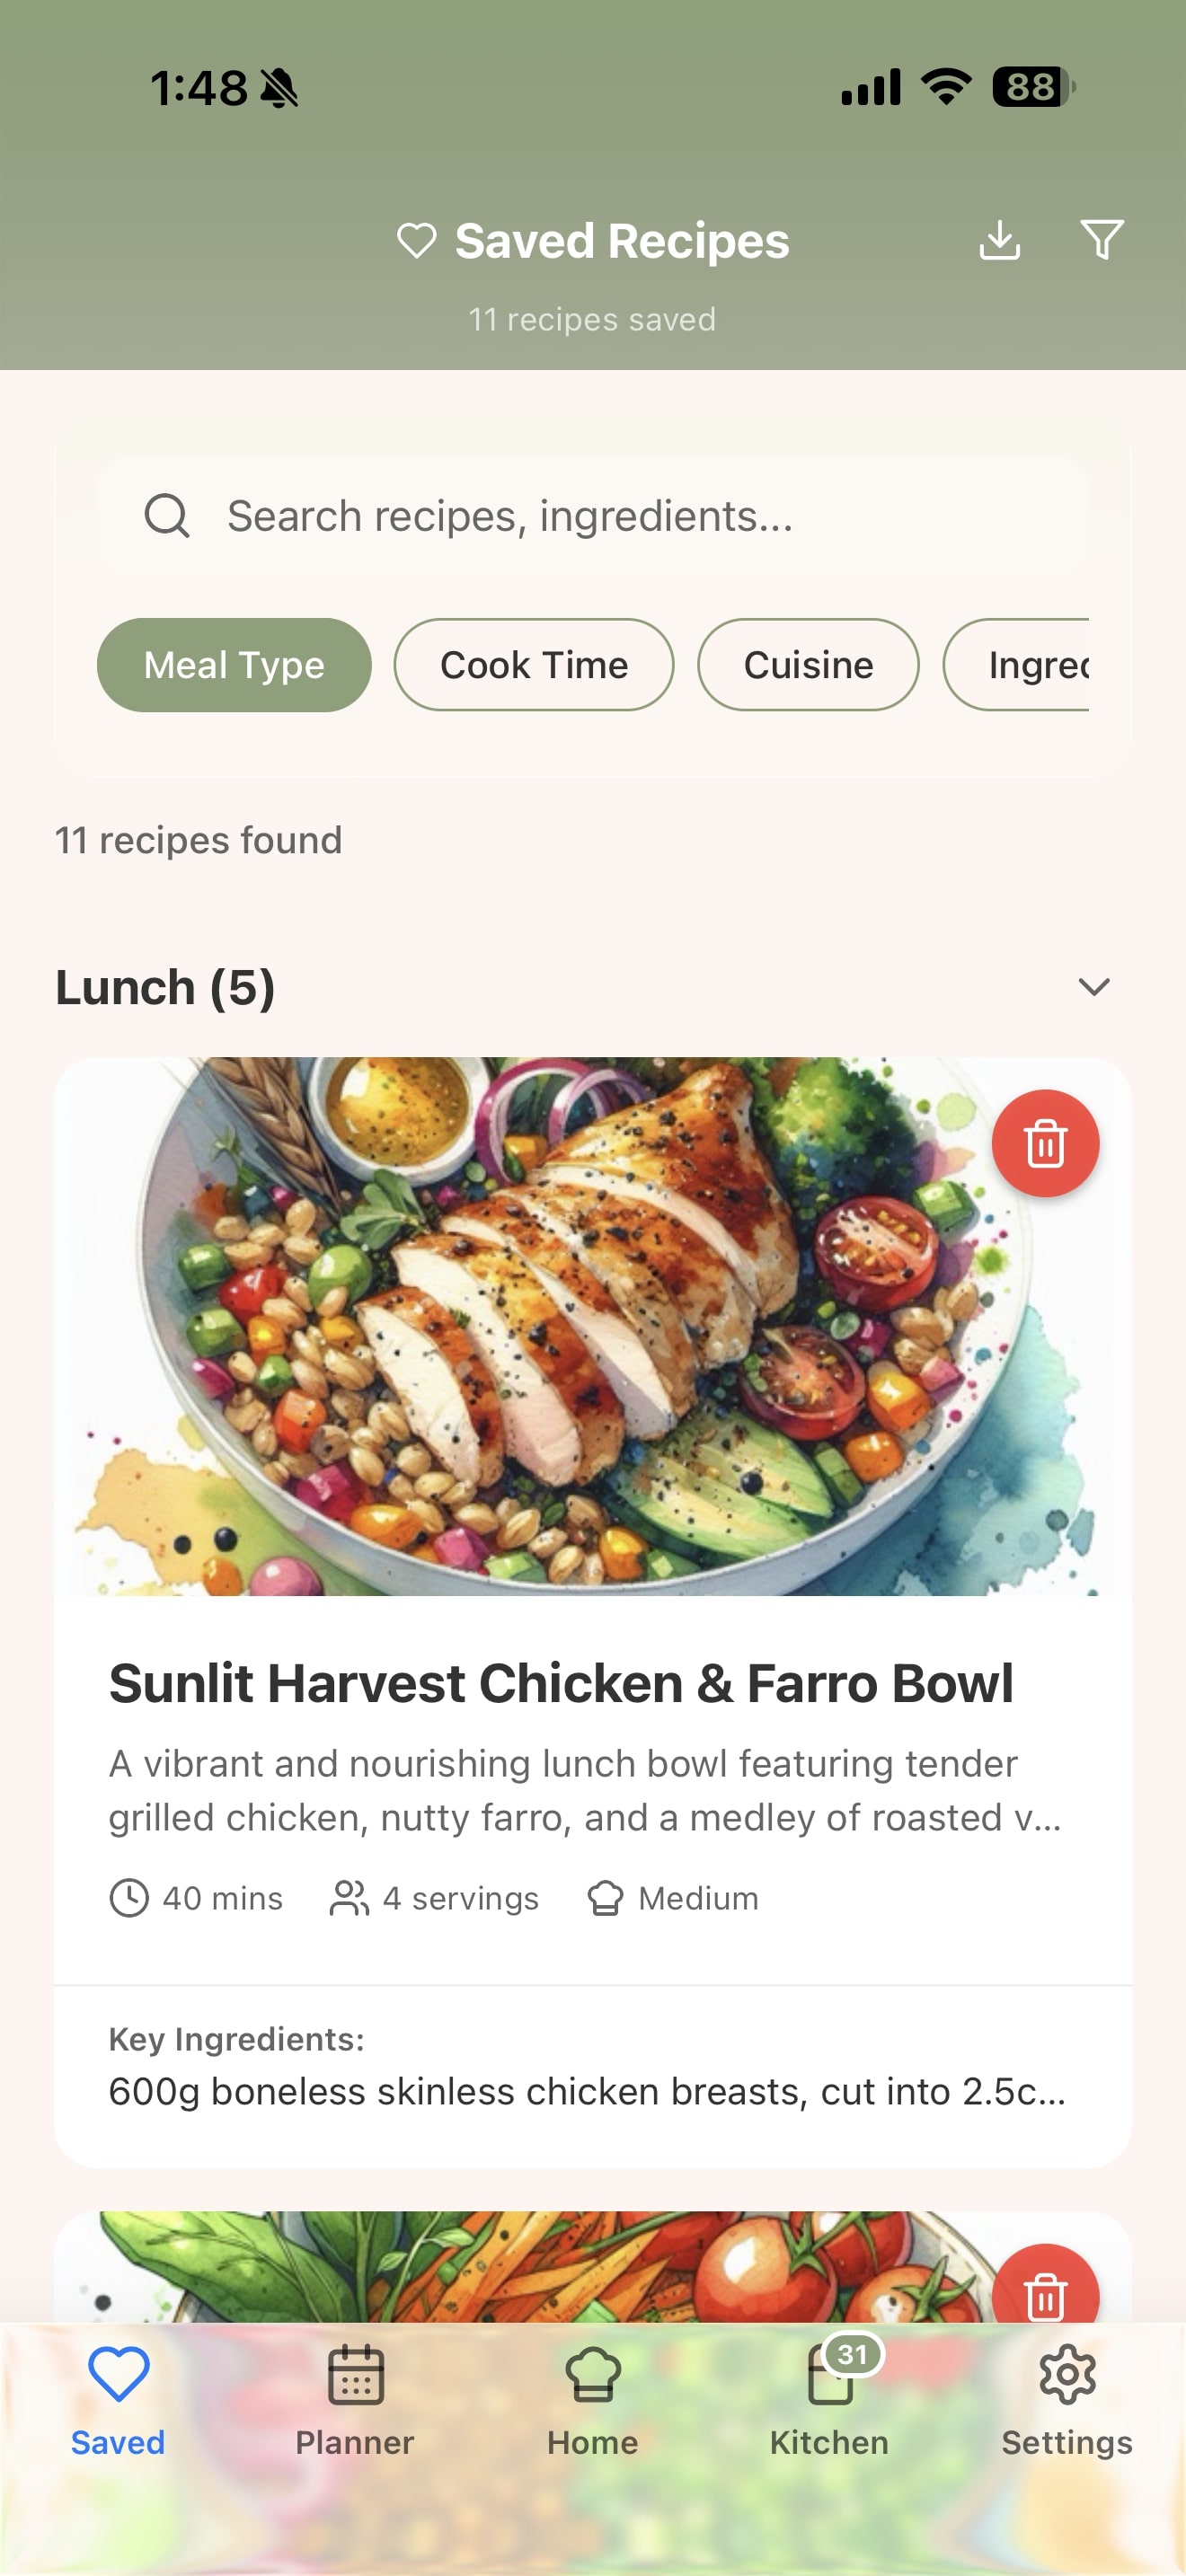 1:48
88
Saved Recipes
11 recipes saved
Search recipes, ingredients...
Meal Type
Cook Time
Cuisine
Ingred
11 recipes found
Lunch (5)
Sunlit Harvest Chicken & Farro Bowl
A vibrant and nourishing lunch bowl featuring tender
grilled chicken, nutty farro, and a medley of roasted v...
40 mins
4 servings
Medium
Key Ingredients:
600g boneless skinless chicken breasts, cut into 2.5c...
31
Saved
Planner
Home
Kitchen
Settings